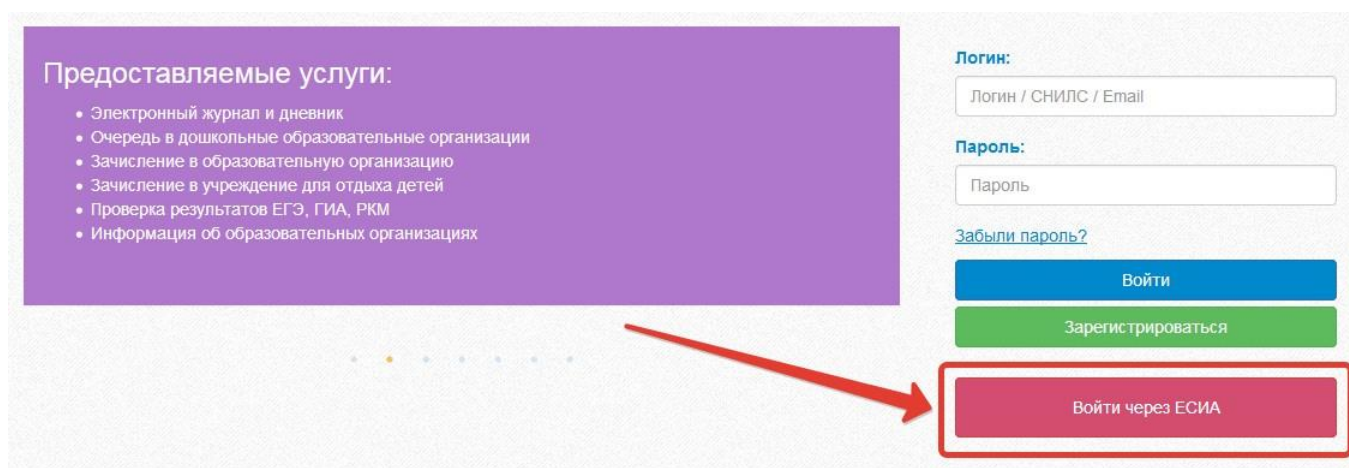 Предоставляемые услуги:
Электронный журнал и дневник
Очередь в дошкольные образовательные организации
Зачисление в образовательную организацию
Зачисление в учреждение для отдыха детей
Проверка результатов ЕГЭ, ГИА, РКМ
Информация об образовательных организациях
Логин:
Логин / СНИЛС / Email
Пароль:
Пароль
Забыли пароль?
Войти
Зарегистрироваться
Войти через ЕСИА